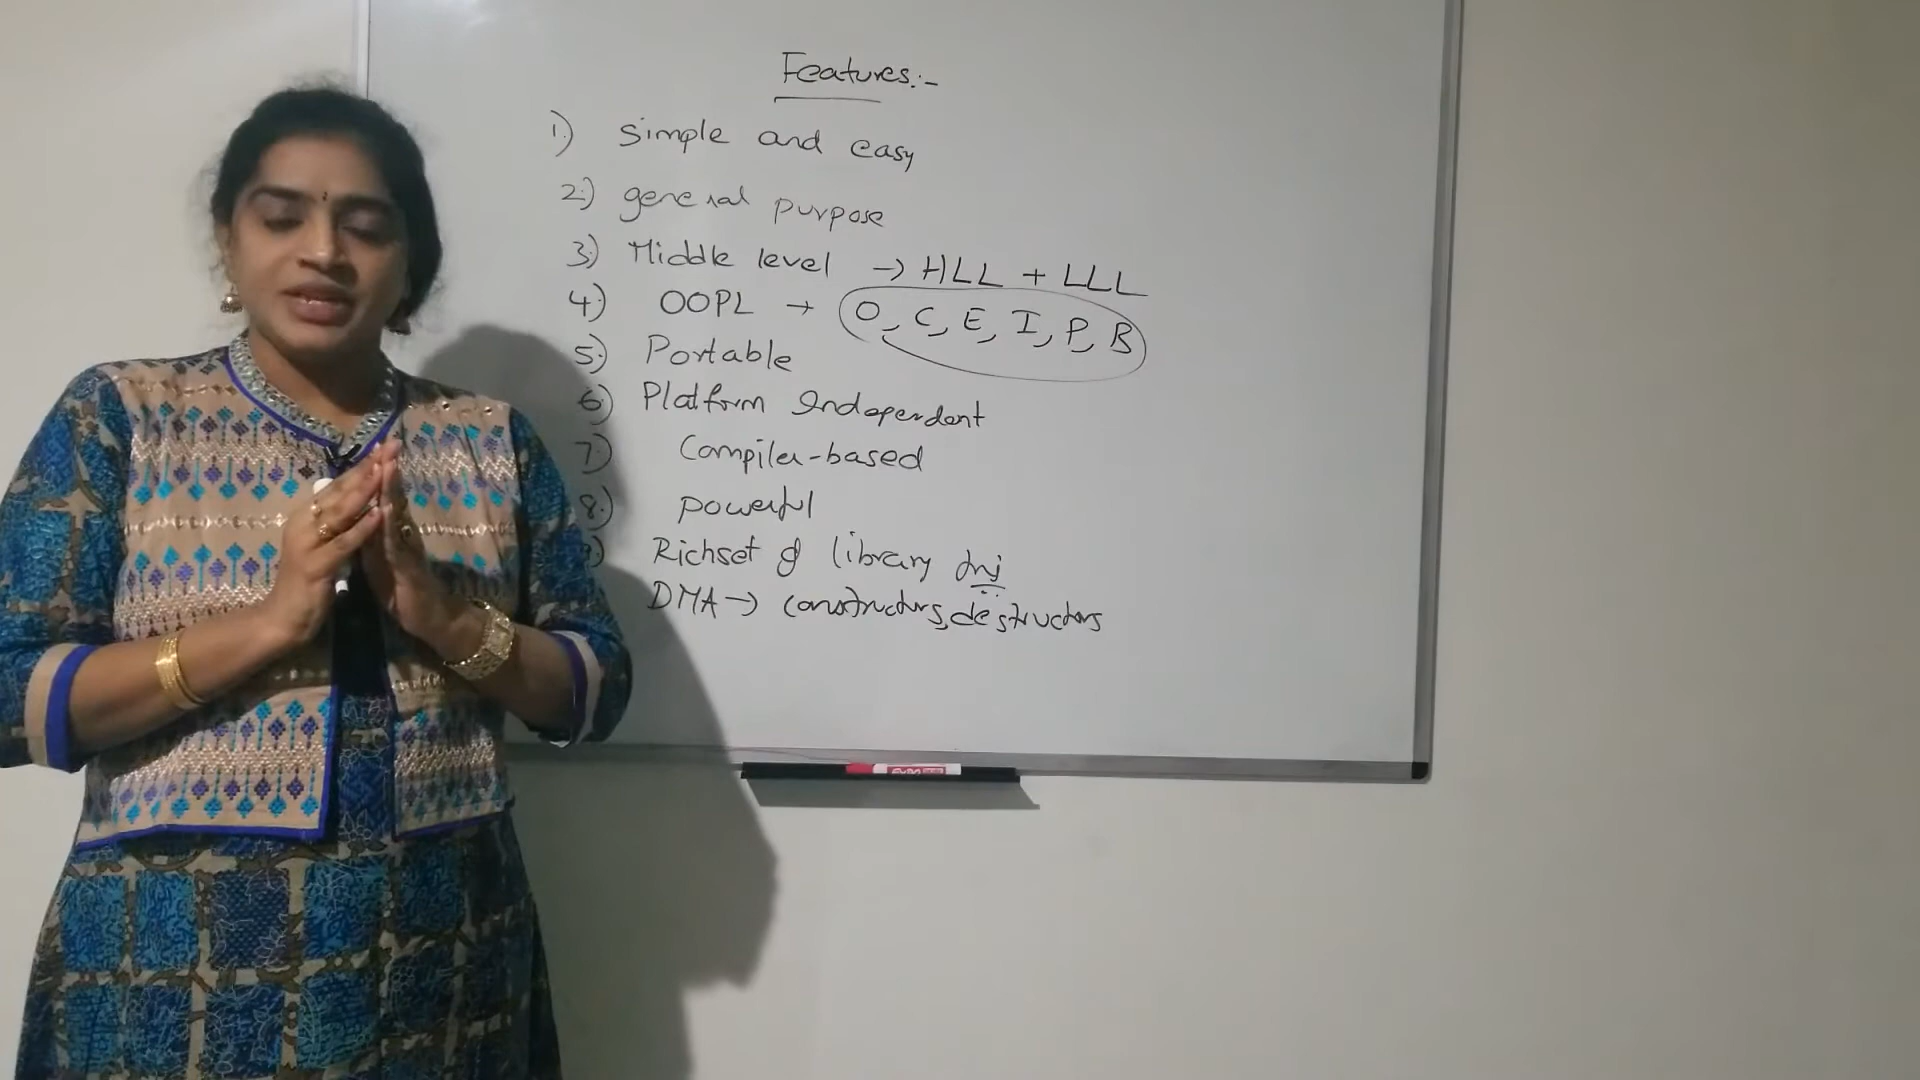 Features:-
1) Simple and easy
2) general purpose
3) Middle level → HLL + LLL
4) OOPL → O, C, E, I, P, B
5) Portable
6) Platform Independent
7) Compiler-based
8) powerful
9) Richset of library
DMA → constructors, destructors